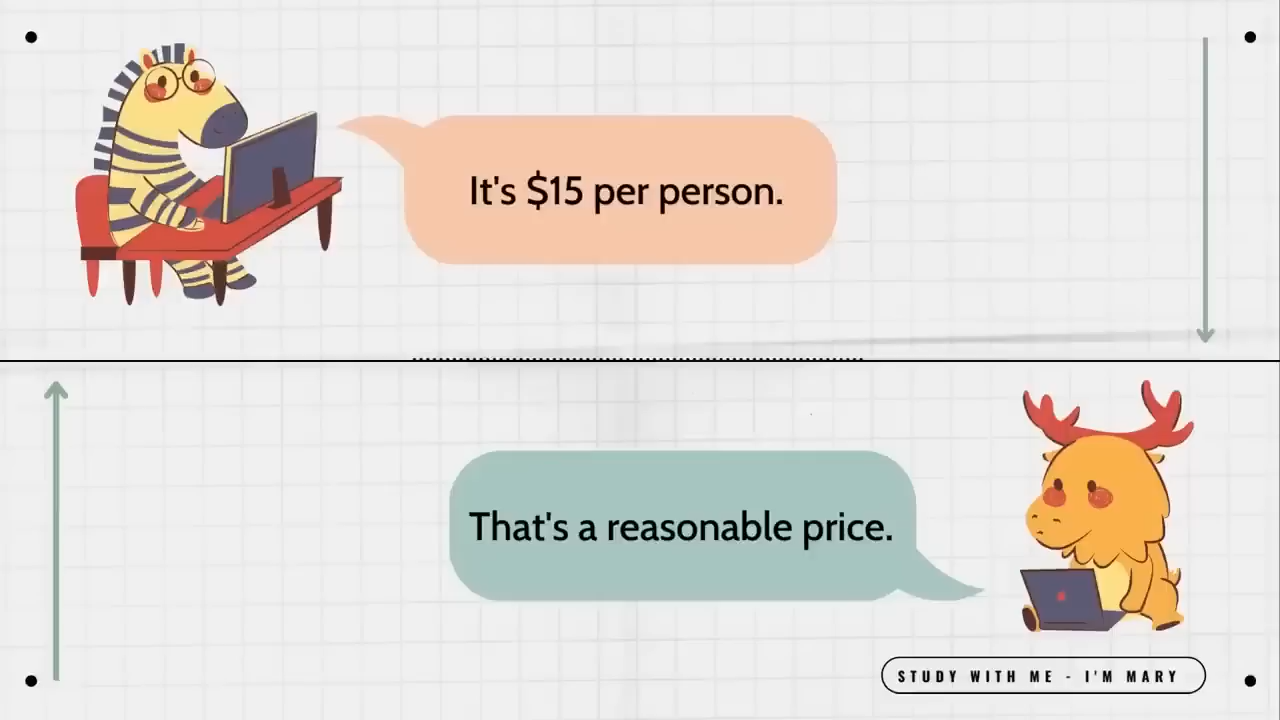 It's $15 per person.
That's a reasonable price.
STUDY WITH ME - I'M MARY